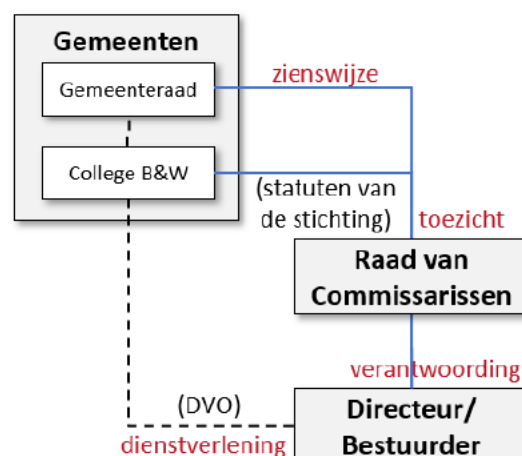 Gemeenten
Gemeenteraad
zienswijze
College B&W
(statuten van
de stichting)
toezicht
Raad van
Commissarissen
verantwoording
(DVO)
dienstverlening
Directeur/
Bestuurder